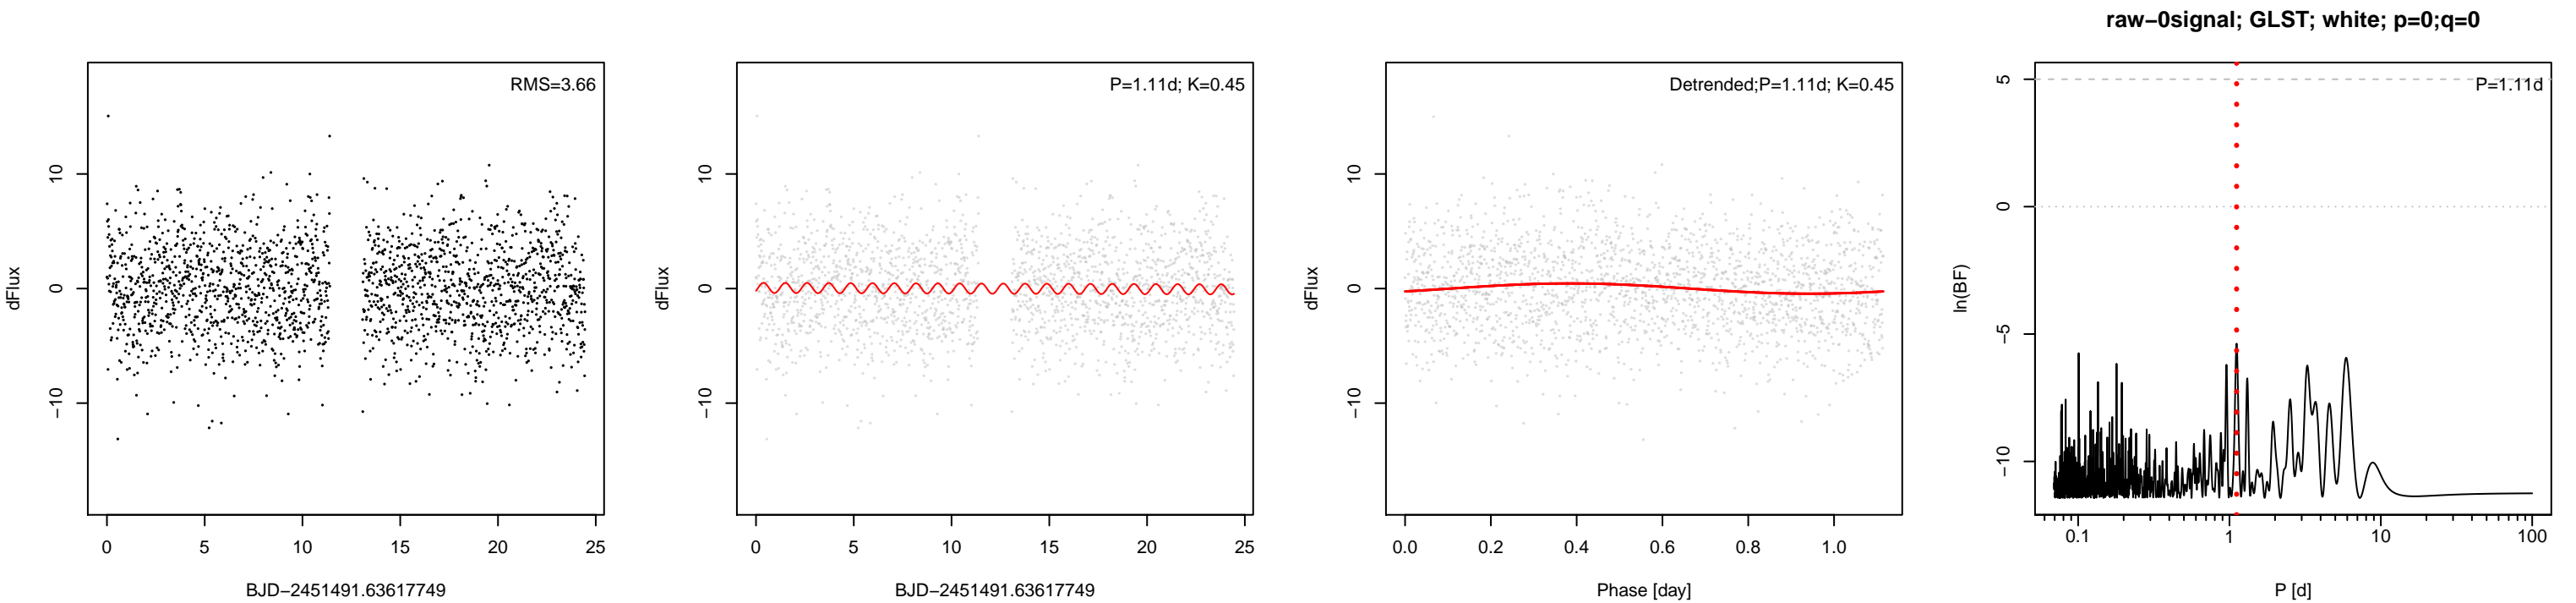 raw−0signal; GLST; white; p=0;q=0
RMS=3.66
dFlux
10
0
−10
0 5 10 15 20 25
BJD−2451491.63617749
P=1.11d; K=0.45
dFlux
10
0
−10
0 5 10 15 20 25
BJD−2451491.63617749
Detrended;P=1.11d; K=0.45
dFlux
10
0
−10
0.0 0.2 0.4 0.6 0.8 1.0
Phase [day]
P=1.11d
ln(BF)
5
0
−5
−10
0.1 1 10 100
P [d]